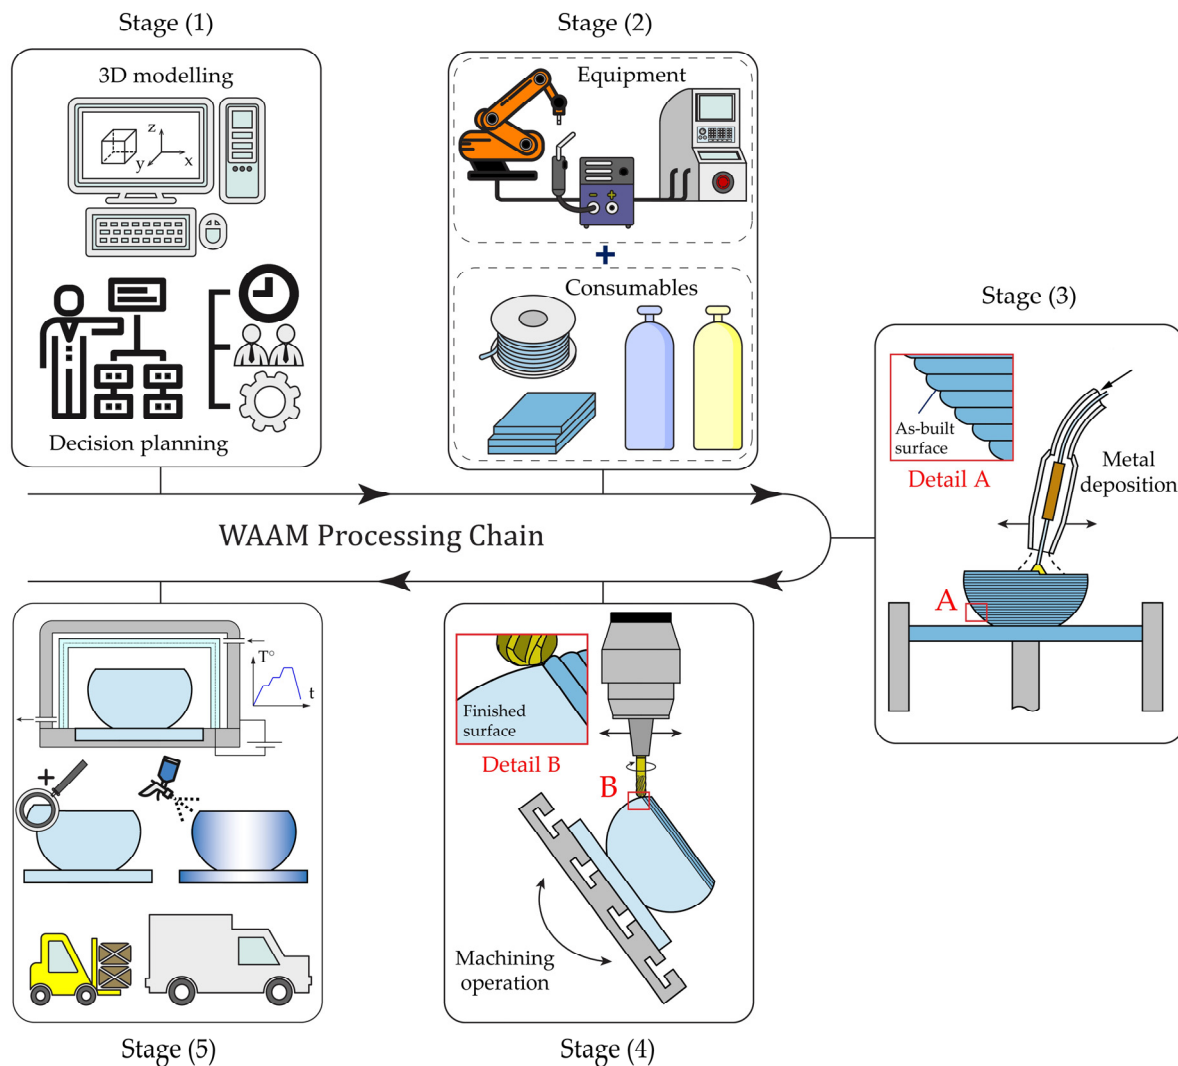 Stage (1)
3D modelling
z
y
x
Decision planning
Stage (2)
Equipment
- +
+
Consumables
Stage (3)
As-built
surface
Detail A
Metal
deposition
A
WAAM Processing Chain
T°
t
+
Stage (5)
Finished
surface
Detail B
B
Machining
operation
Stage (4)